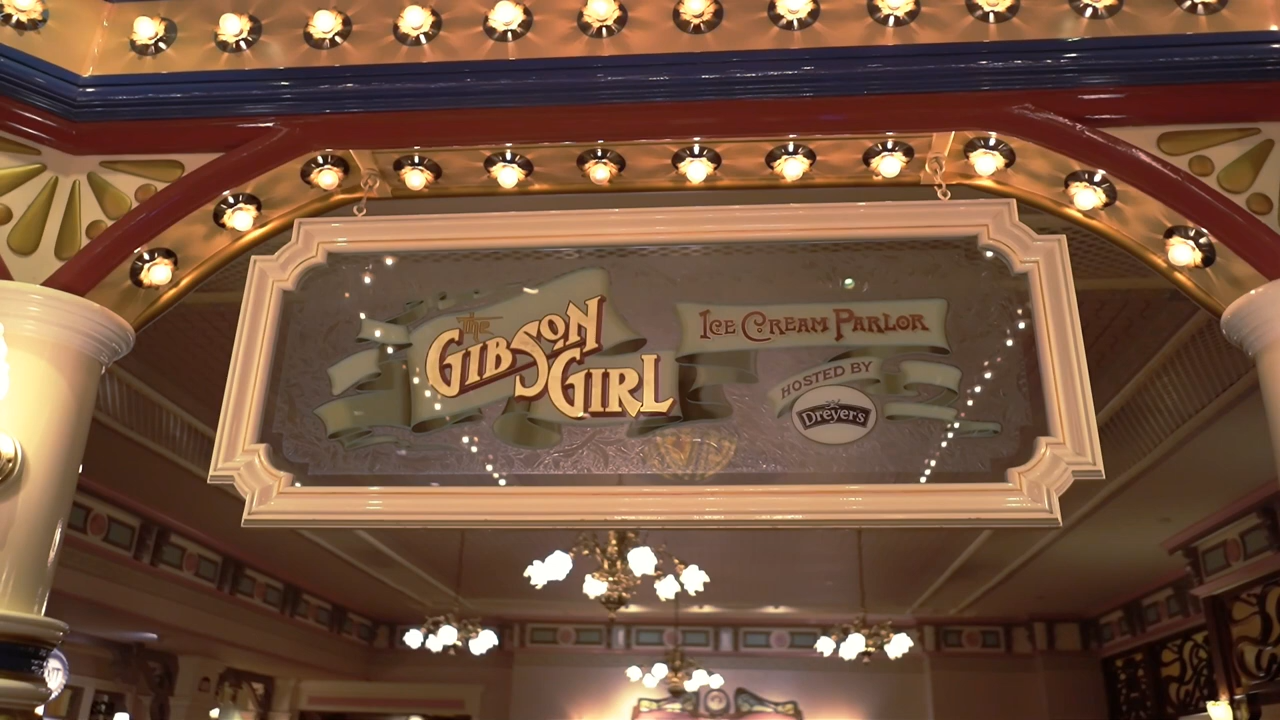 The
GIBSON
GIRL
ICE CREAM PARLOR
HOSTED BY
Dreyer's